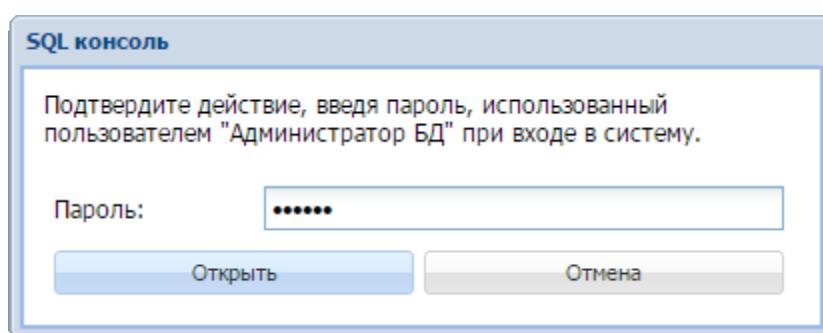 SQL консоль
Подтвердите действие, введя пароль, использованный
пользователем "Администратор БД" при входе в систему.
Пароль: ••••••
Открыть Отмена